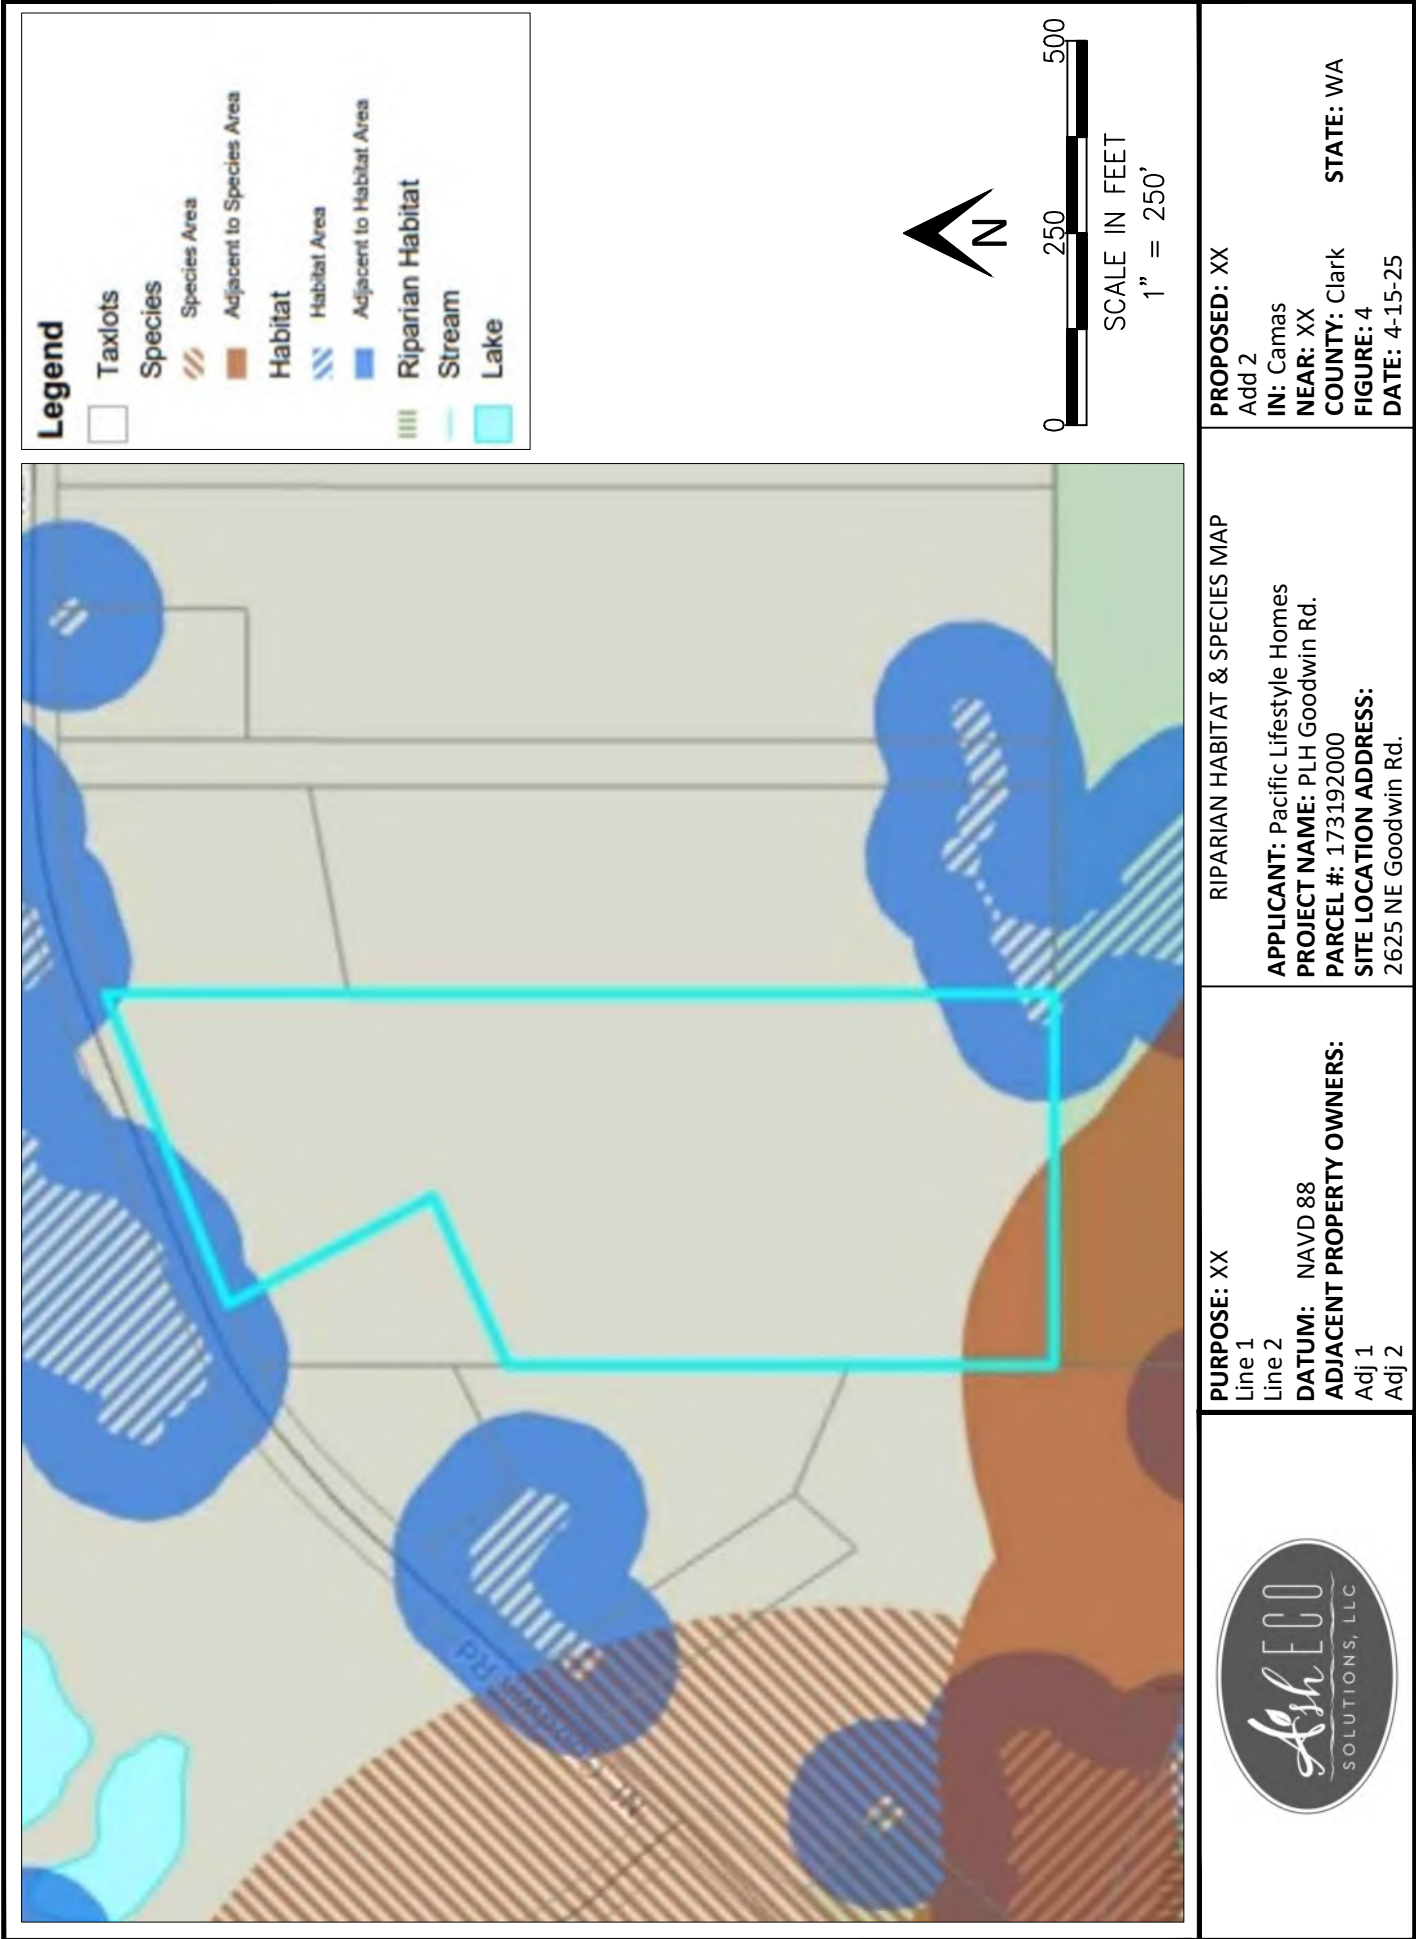 Legend
Taxlots
Species
Species Area
Adjacent to Species Area
Habitat
Habitat Area
Adjacent to Habitat Area
Riparian Habitat
Stream
Lake
N
0 250 500
SCALE IN FEET
1" = 250'
PURPOSE: XX
Line 1
Line 2
DATUM: NAVD 88
ADJACENT PROPERTY OWNERS:
Adj 1
Adj 2
RIPARIAN HABITAT & SPECIES MAP
APPLICANT: Pacific Lifestyle Homes
PROJECT NAME: PLH Goodwin Rd.
PARCEL #: 173192000
SITE LOCATION ADDRESS:
2625 NE Goodwin Rd.
PROPOSED: XX
Add 2
IN: Camas
NEAR: XX
COUNTY: Clark STATE: WA
FIGURE: 4
DATE: 4-15-25
Ash ECO
SOLUTIONS, LLC